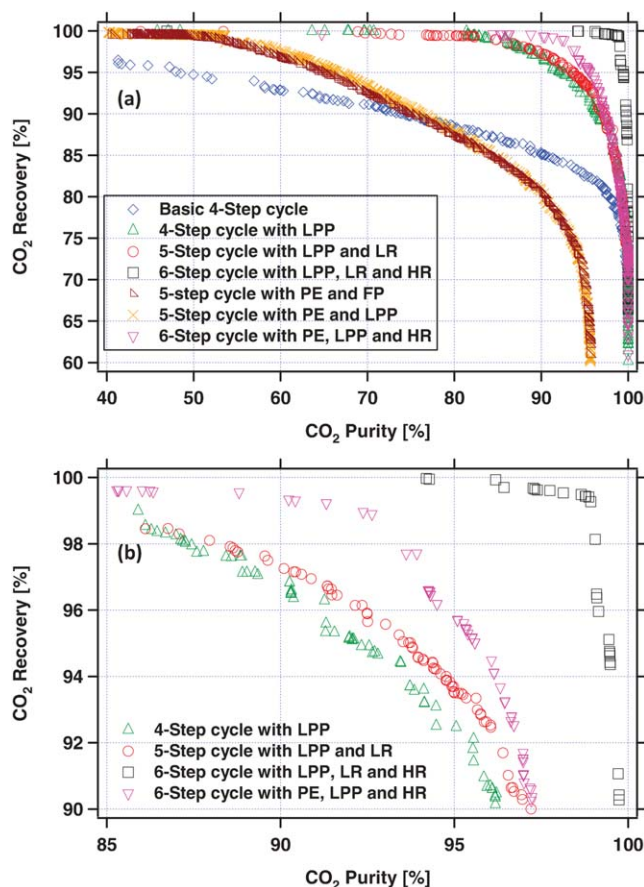 100
95
90
85
80
75
70
65
60
CO2 Recovery [%]
(a)
Basic 4-Step cycle
4-Step cycle with LPP
5-Step cycle with LPP and LR
6-Step cycle with LPP, LR and HR
5-step cycle with PE and FP
5-Step cycle with PE and LPP
6-Step cycle with PE, LPP and HR
40 50 60 70 80 90 100
CO2 Purity [%]
100
98
96
94
92
90
CO2 Recovery [%]
(b)
4-Step cycle with LPP
5-Step cycle with LPP and LR
6-Step cycle with LPP, LR and HR
6-Step cycle with PE, LPP and HR
85 90 95 100
CO2 Purity [%]